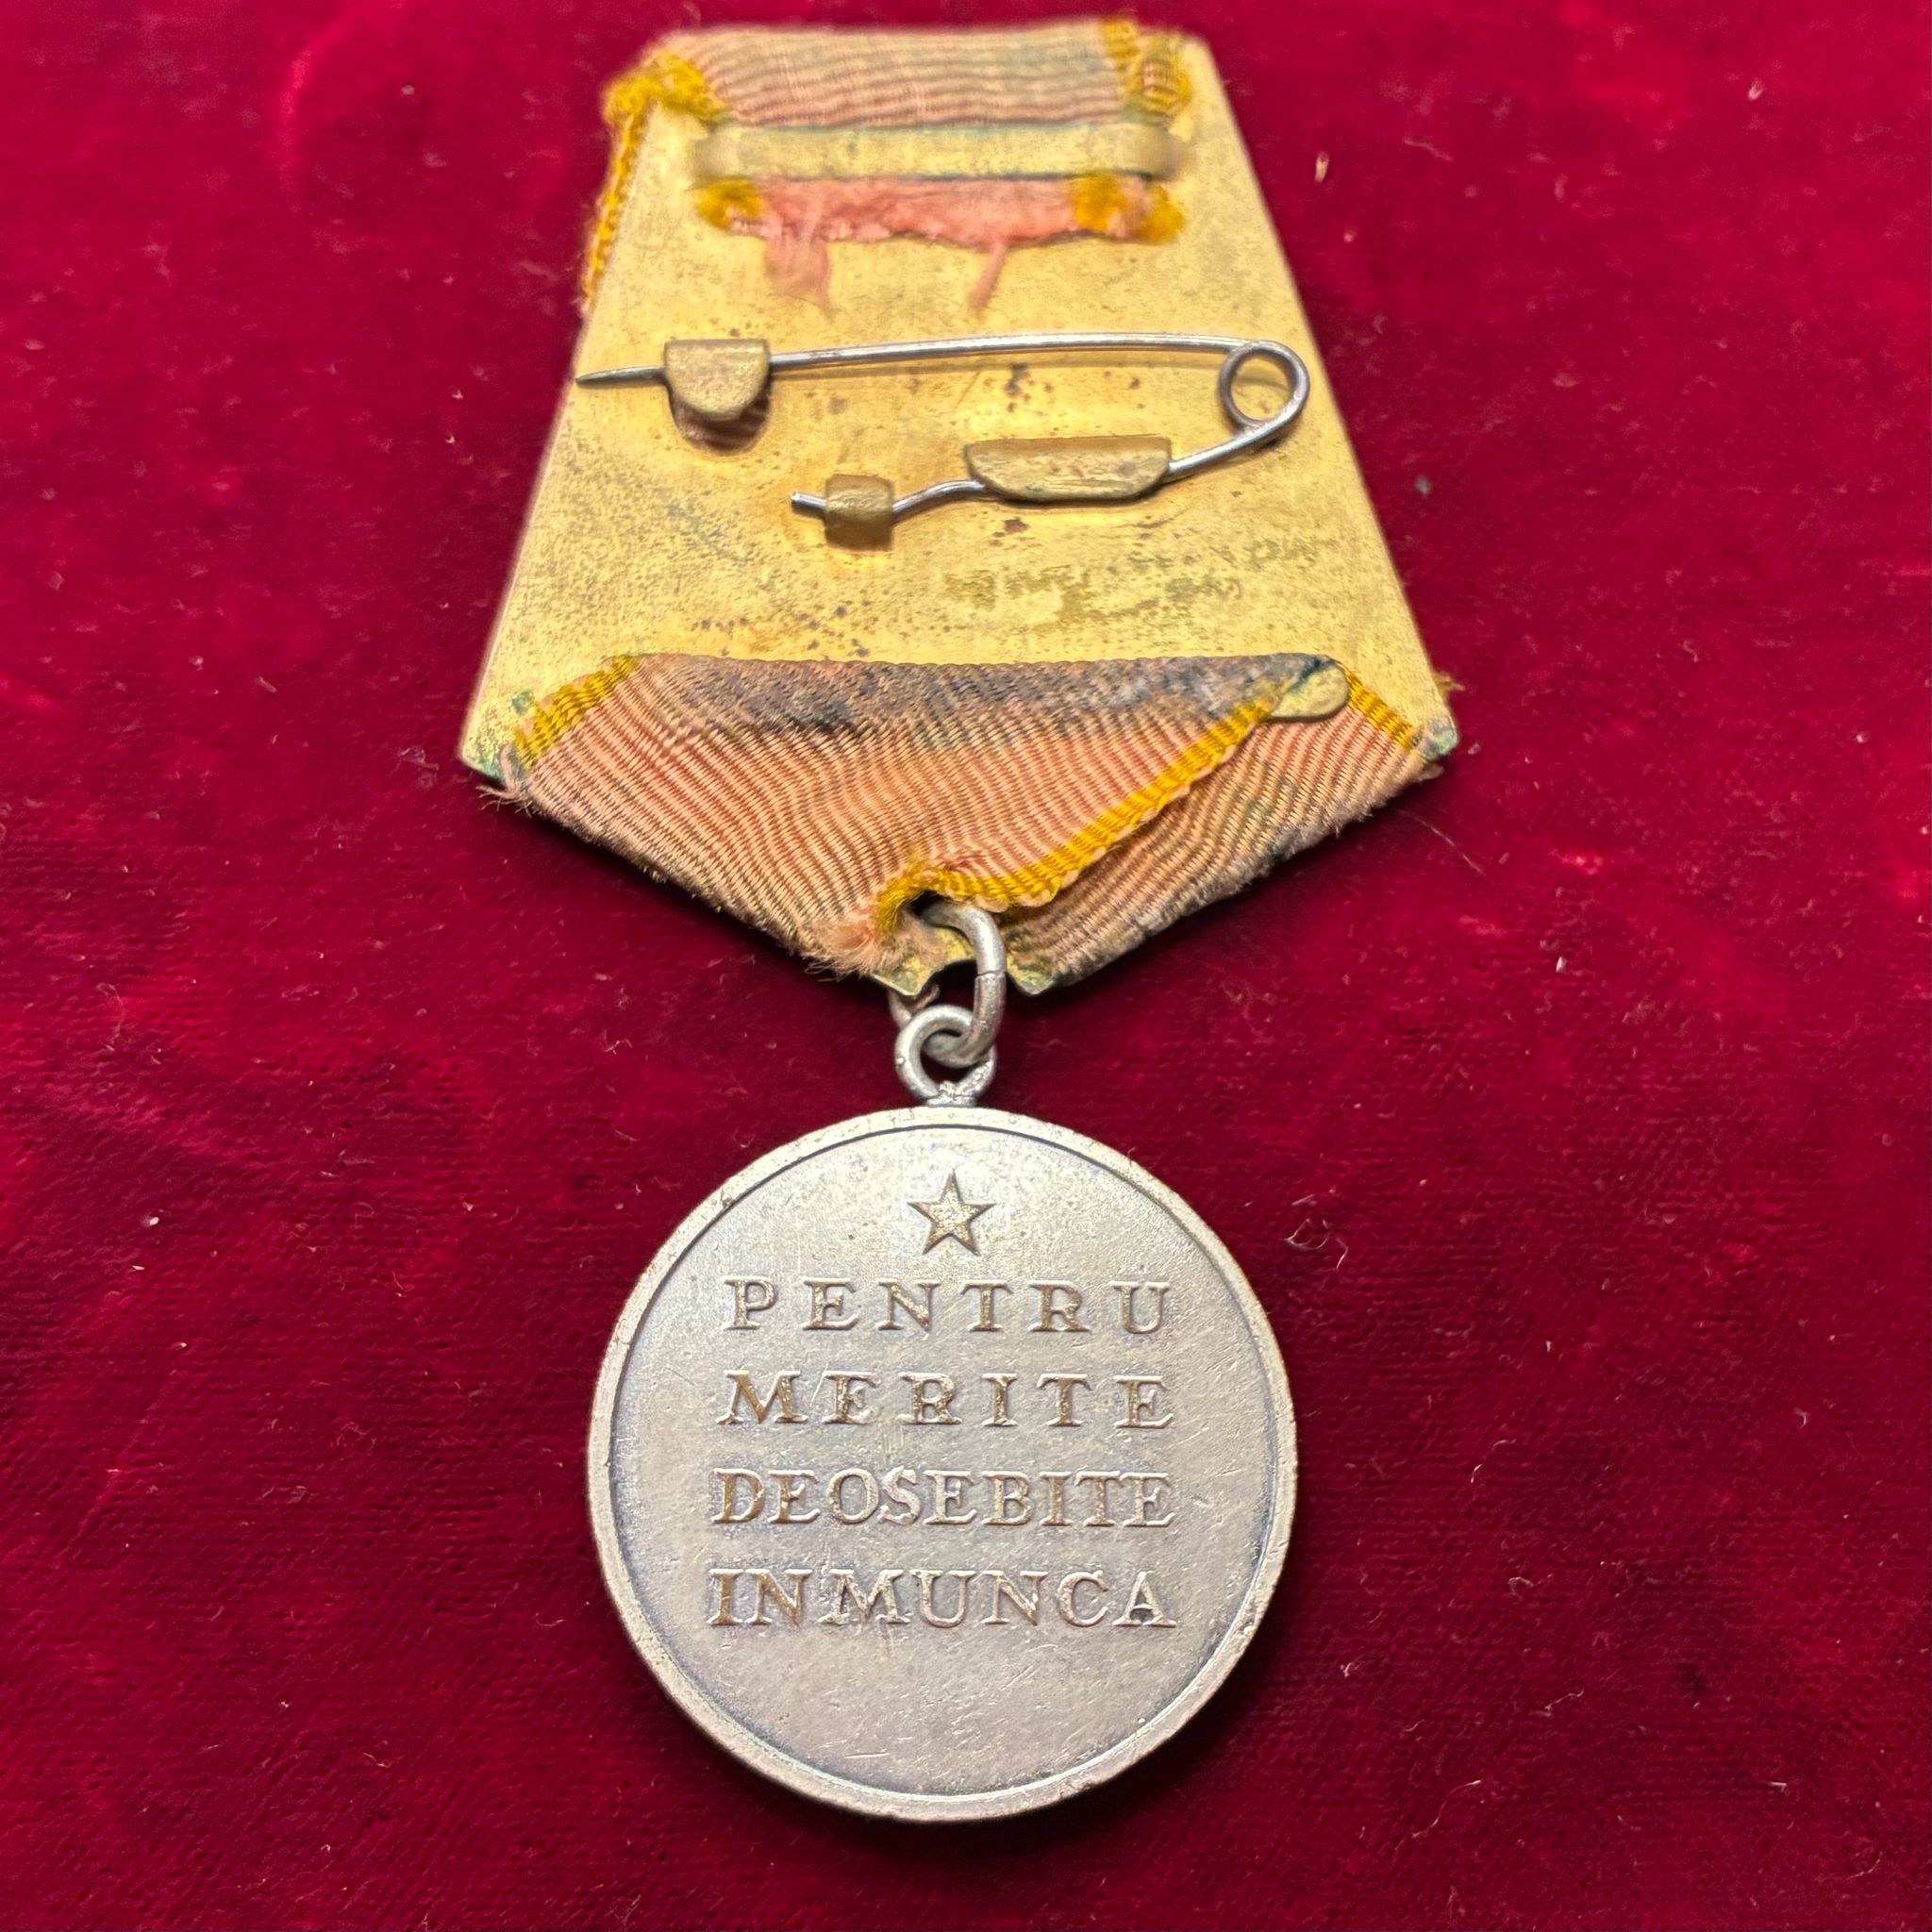 PENTRU
MERITE
DEOSEBITE
IN MUNCA